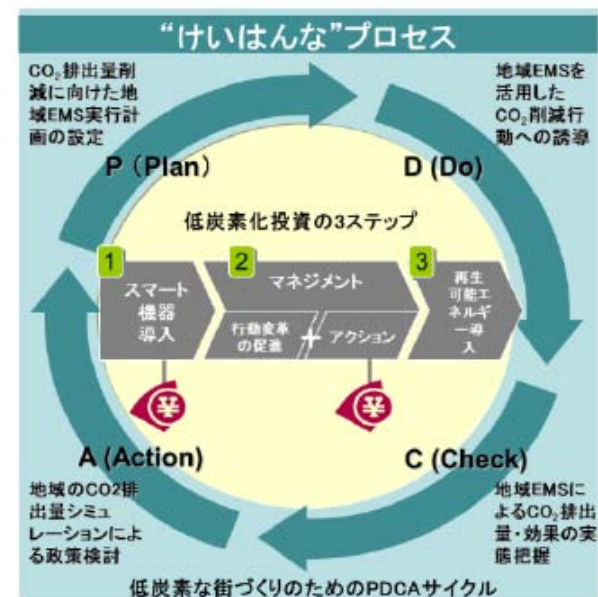 “けいはんな”プロセス
CO₂排出量削
減に向けた地
域EMS実行計
画の設定
P（Plan）
地域EMSを
活用した
CO₂削減行
動への誘導
D (Do)
低炭素化投資の3ステップ
1
スマート
機器
導入
2
マネジメント
行動変革
の促進
+
アクション
3
再生
可能エ
ネルギ
ー導
入
¥
¥
A (Action)
地域のCO2排
出量シミュ
レーションによ
る政策検討
C (Check)
地域EMSに
よるCO₂排出
量・効果の実
態把握
低炭素な街づくりのためのPDCAサイクル